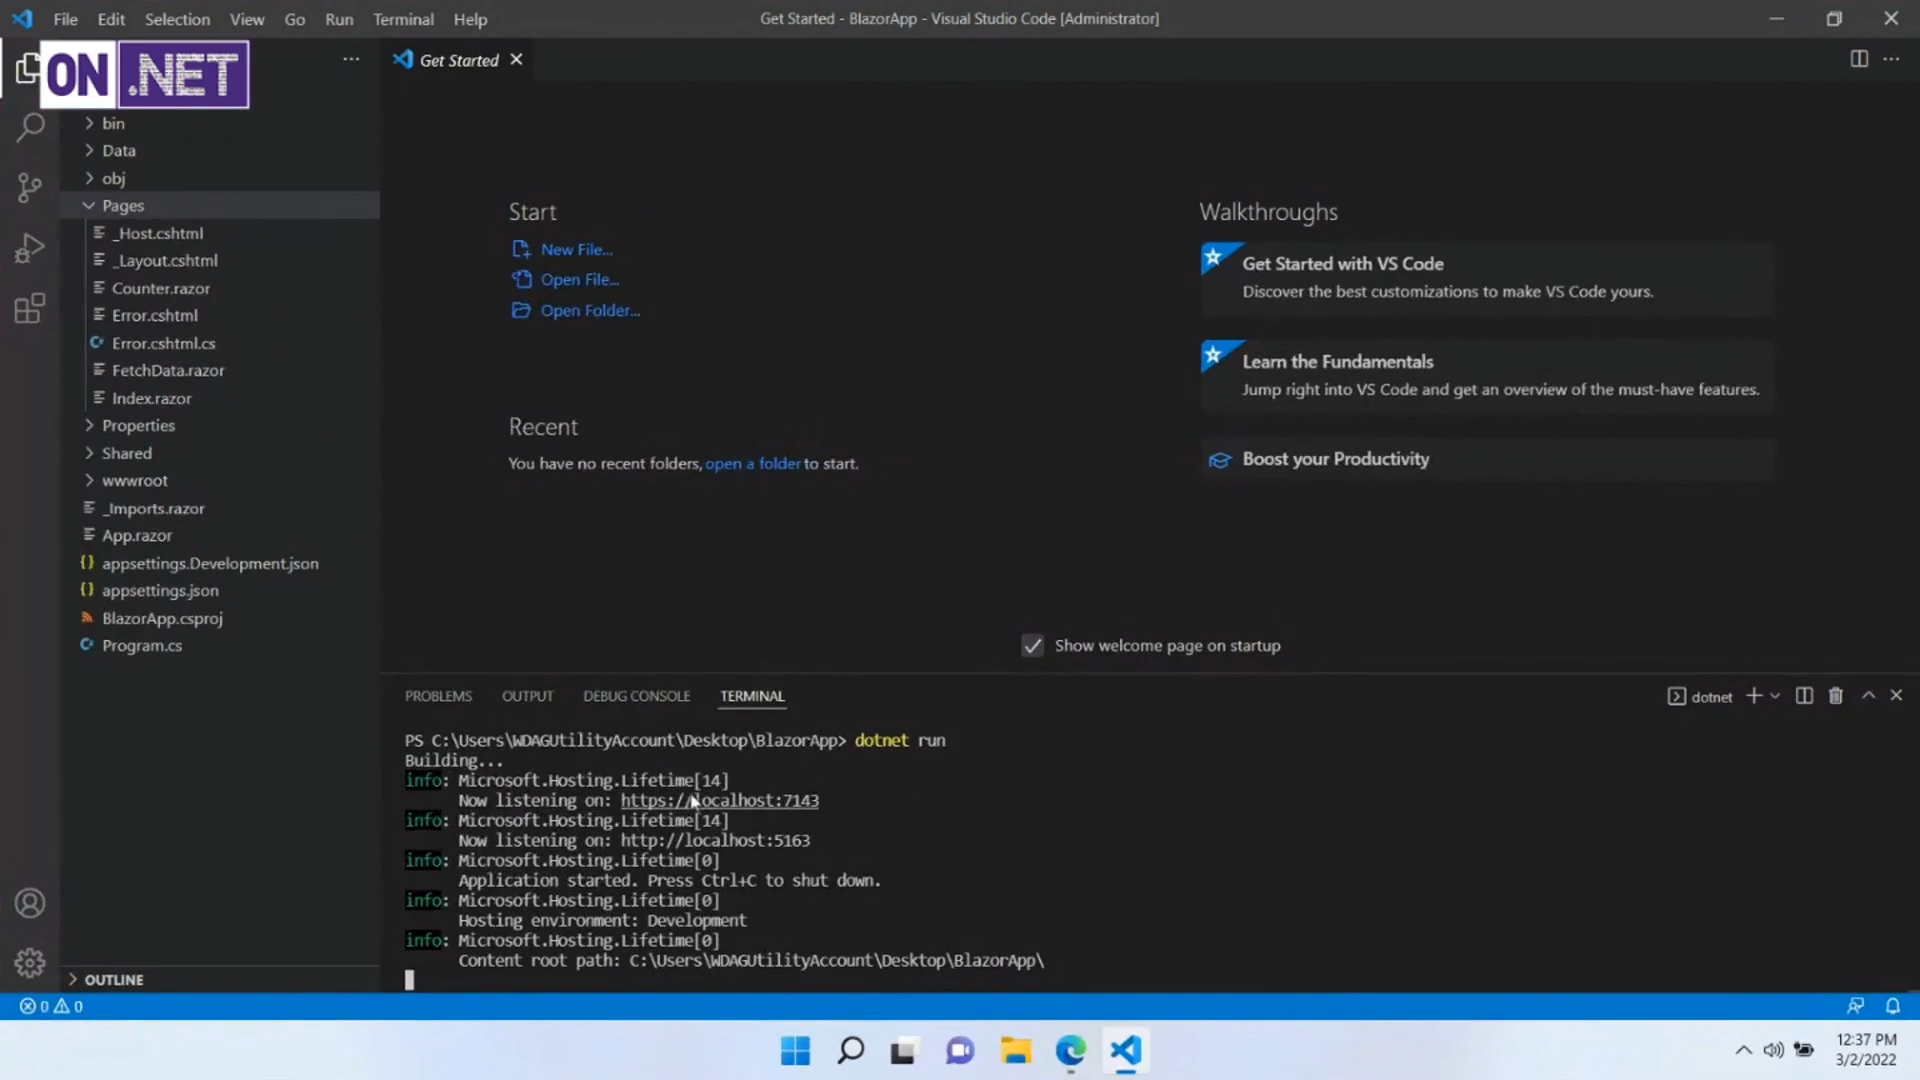 File Edit Selection View Go Run Terminal Help
Get Started - BlazorApp - Visual Studio Code [Administrator]
ON .NET
Get Started
bin
Data
obj
Pages
_Host.cshtml
_Layout.cshtml
Counter.razor
Error.cshtml
Error.cshtml.cs
FetchData.razor
Index.razor
Properties
Shared
wwwroot
_Imports.razor
App.razor
appsettings.Development.json
appsettings.json
BlazorApp.csproj
Program.cs
OUTLINE
Start
New File...
Open File...
Open Folder...
Recent
You have no recent folders, open a folder to start.
Walkthroughs
Get Started with VS Code
Discover the best customizations to make VS Code yours.
Learn the Fundamentals
Jump right into VS Code and get an overview of the must-have features.
Boost your Productivity
Show welcome page on startup
PROBLEMS OUTPUT DEBUG CONSOLE TERMINAL
dotnet
PS C:\Users\WDAGUtilityAccount\Desktop\BlazorApp> dotnet run
Building...
info: Microsoft.Hosting.Lifetime[14]
Now listening on: https://localhost:7143
info: Microsoft.Hosting.Lifetime[14]
Now listening on: http://localhost:5163
info: Microsoft.Hosting.Lifetime[0]
Application started. Press Ctrl+C to shut down.
info: Microsoft.Hosting.Lifetime[0]
Hosting environment: Development
info: Microsoft.Hosting.Lifetime[0]
Content root path: C:\Users\WDAGUtilityAccount\Desktop\BlazorApp\
0 0
12:37 PM
3/2/2022